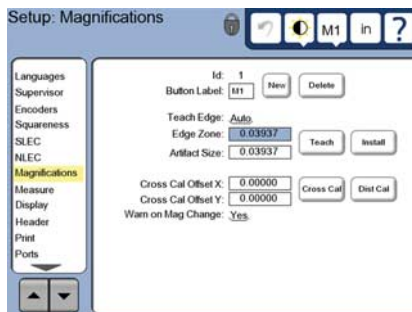 Setup: Magnifications
M1 in ?
Languages
Supervisor
Encoders
Squareness
SLEC
NLEC
Magnifications
Measure
Display
Header
Print
Ports
Id: 1
Button Label: M1 New Delete
Teach Edge: Auto.
Edge Zone: 0.03937
Artifact Size: 0.03937 Teach Install
Cross Cal Offset X: 0.00000
Cross Cal Offset Y: 0.00000 Cross Cal Dist Cal
Warn on Mag Change: Yes.